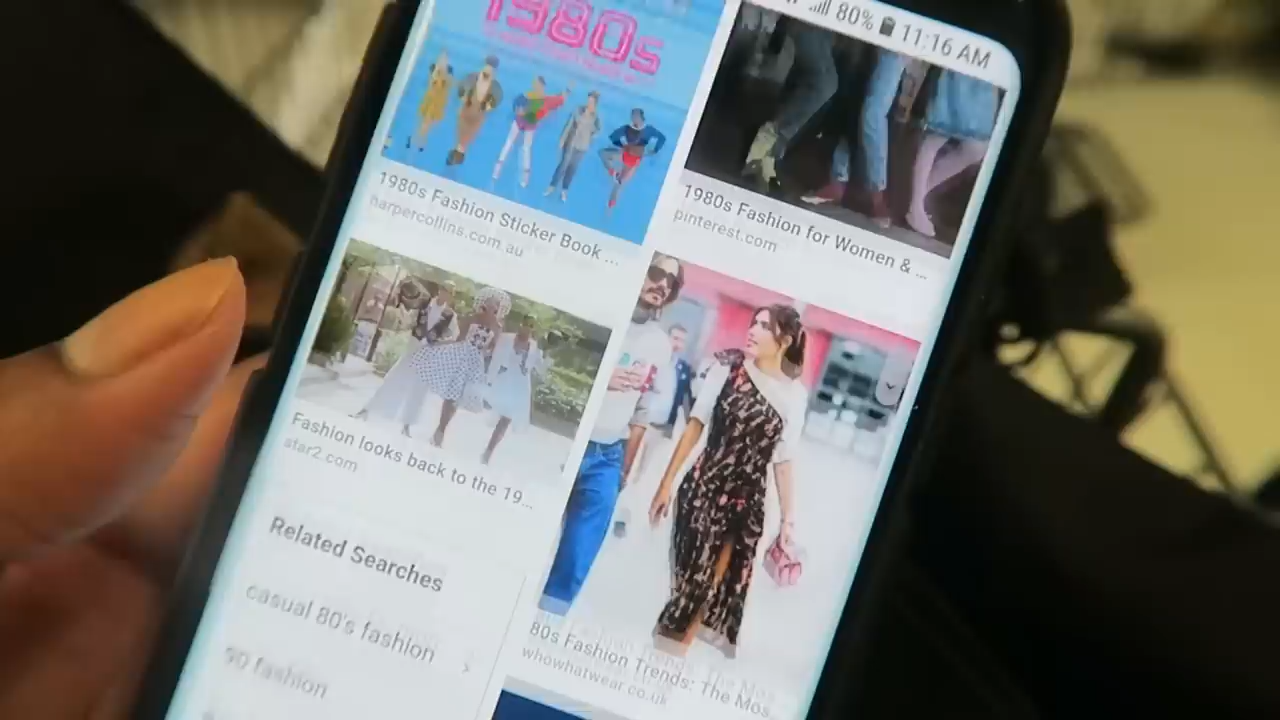 80% 11:16 AM
1980s
1980s Fashion Sticker Book ...
harpercollins.com.au
1980s Fashion for Women & ...
pinterest.com
Fashion looks back to the 19...
star2.com
80s Fashion Trends: The Mos...
whowhatwear.co.uk
Related Searches
casual 80's fashion
90 fashion